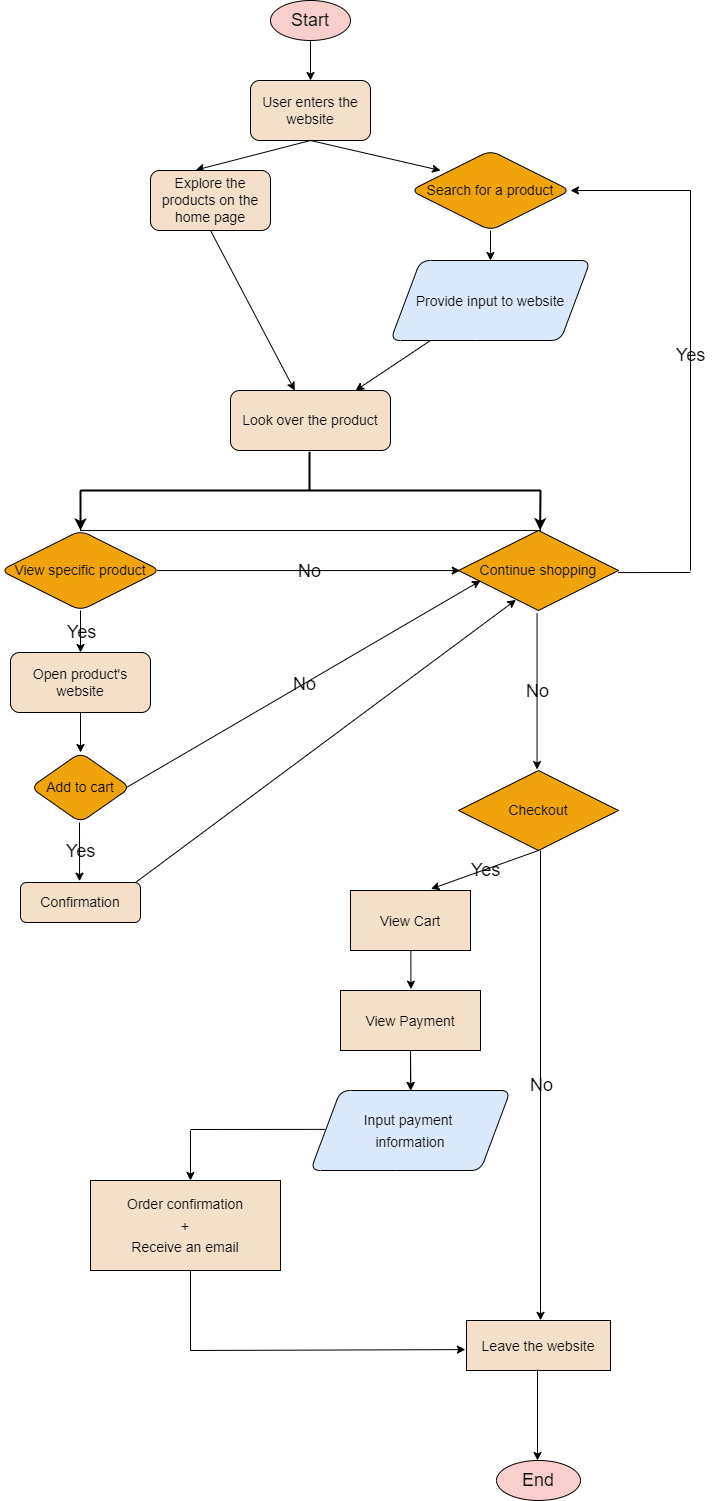 Start
User enters the
website
Explore the
products on the
home page
Search for a product
Provide input to website
Yes
Look over the product
View specific product
No
Continue shopping
Yes
Open product's
website
No
No
Add to cart
Checkout
Yes
Yes
Confirmation
View Cart
View Payment
No
Input payment
information
Order confirmation
+
Receive an email
Leave the website
End